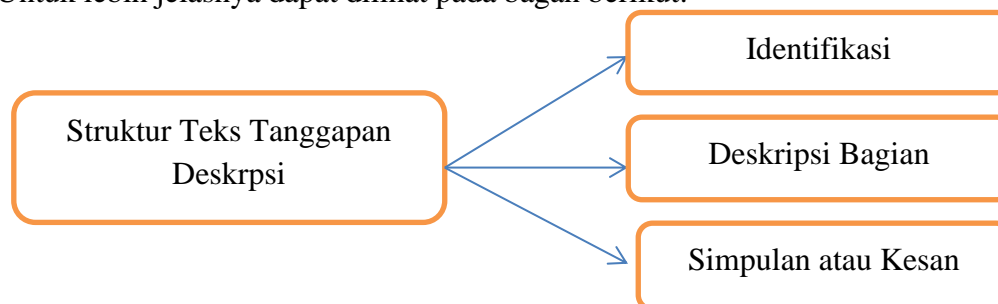 Untuk lebih jelasnya dapat dilihat pada bagan berikut:
Identifikasi
Struktur Teks Tanggapan
Deskrpsi
Deskripsi Bagian
Simpulan atau Kesan